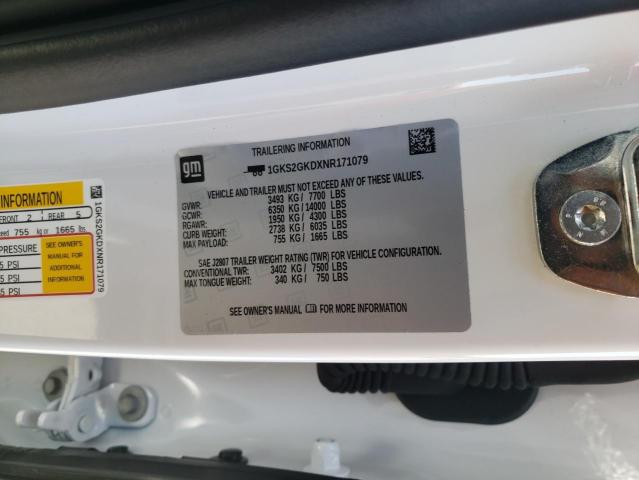 TRAILERING INFORMATION
gm
1GKS2GKDXNR171079
VEHICLE AND TRAILER MUST NOT EXCEED ANY OF THESE VALUES.
GVWR: 3493 KG / 7700 LBS
GCWR: 6350 KG / 14000 LBS
RGAWR: 1950 KG / 4300 LBS
CURB WEIGHT: 2738 KG / 6035 LBS
MAX PAYLOAD: 755 KG / 1665 LBS
SAE J2807 TRAILER WEIGHT RATING (TWR) FOR VEHICLE CONFIGURATION.
CONVENTIONAL TWR: 3402 KG / 7500 LBS
MAX TONGUE WEIGHT: 340 KG / 750 LBS
SEE OWNER'S MANUAL FOR MORE INFORMATION
INFORMATION
FRONT 2 REAR 5
755 kg or 1665 lbs
PRESSURE
5 PSI
5 PSI
5 PSI
SEE OWNER'S
MANUAL FOR
ADDITIONAL
INFORMATION
1GKS2GKDXNR171079